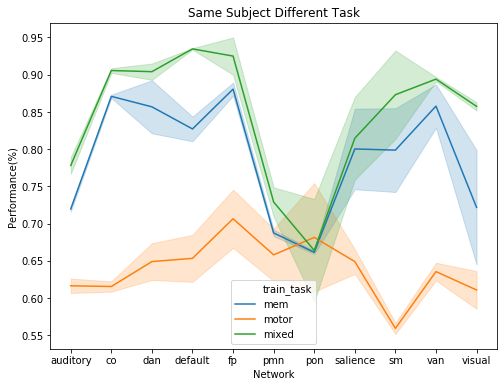 Same Subject Different Task
Performance(%)
0.95
0.90
0.85
0.80
0.75
0.70
0.65
0.60
0.55
train_task
mem
motor
mixed
auditory co dan default fp pmn pon salience sm van visual
Network